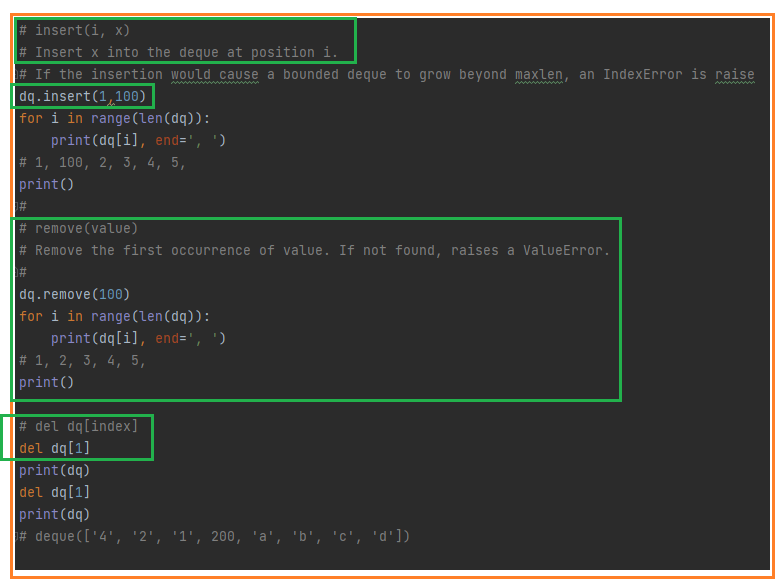 # insert(i, x)
# Insert x into the deque at position i.
# If the insertion would cause a bounded deque to grow beyond maxlen, an IndexError is raise
dq.insert(1,100)
for i in range(len(dq)):
    print(dq[i], end=', ')
# 1, 100, 2, 3, 4, 5,
print()
#
# remove(value)
# Remove the first occurrence of value. If not found, raises a ValueError.
#
dq.remove(100)
for i in range(len(dq)):
    print(dq[i], end=', ')
# 1, 2, 3, 4, 5,
print()
# del dq[index]
del dq[1]
print(dq)
del dq[1]
print(dq)
# deque(['4', '2', '1', 200, 'a', 'b', 'c', 'd'])